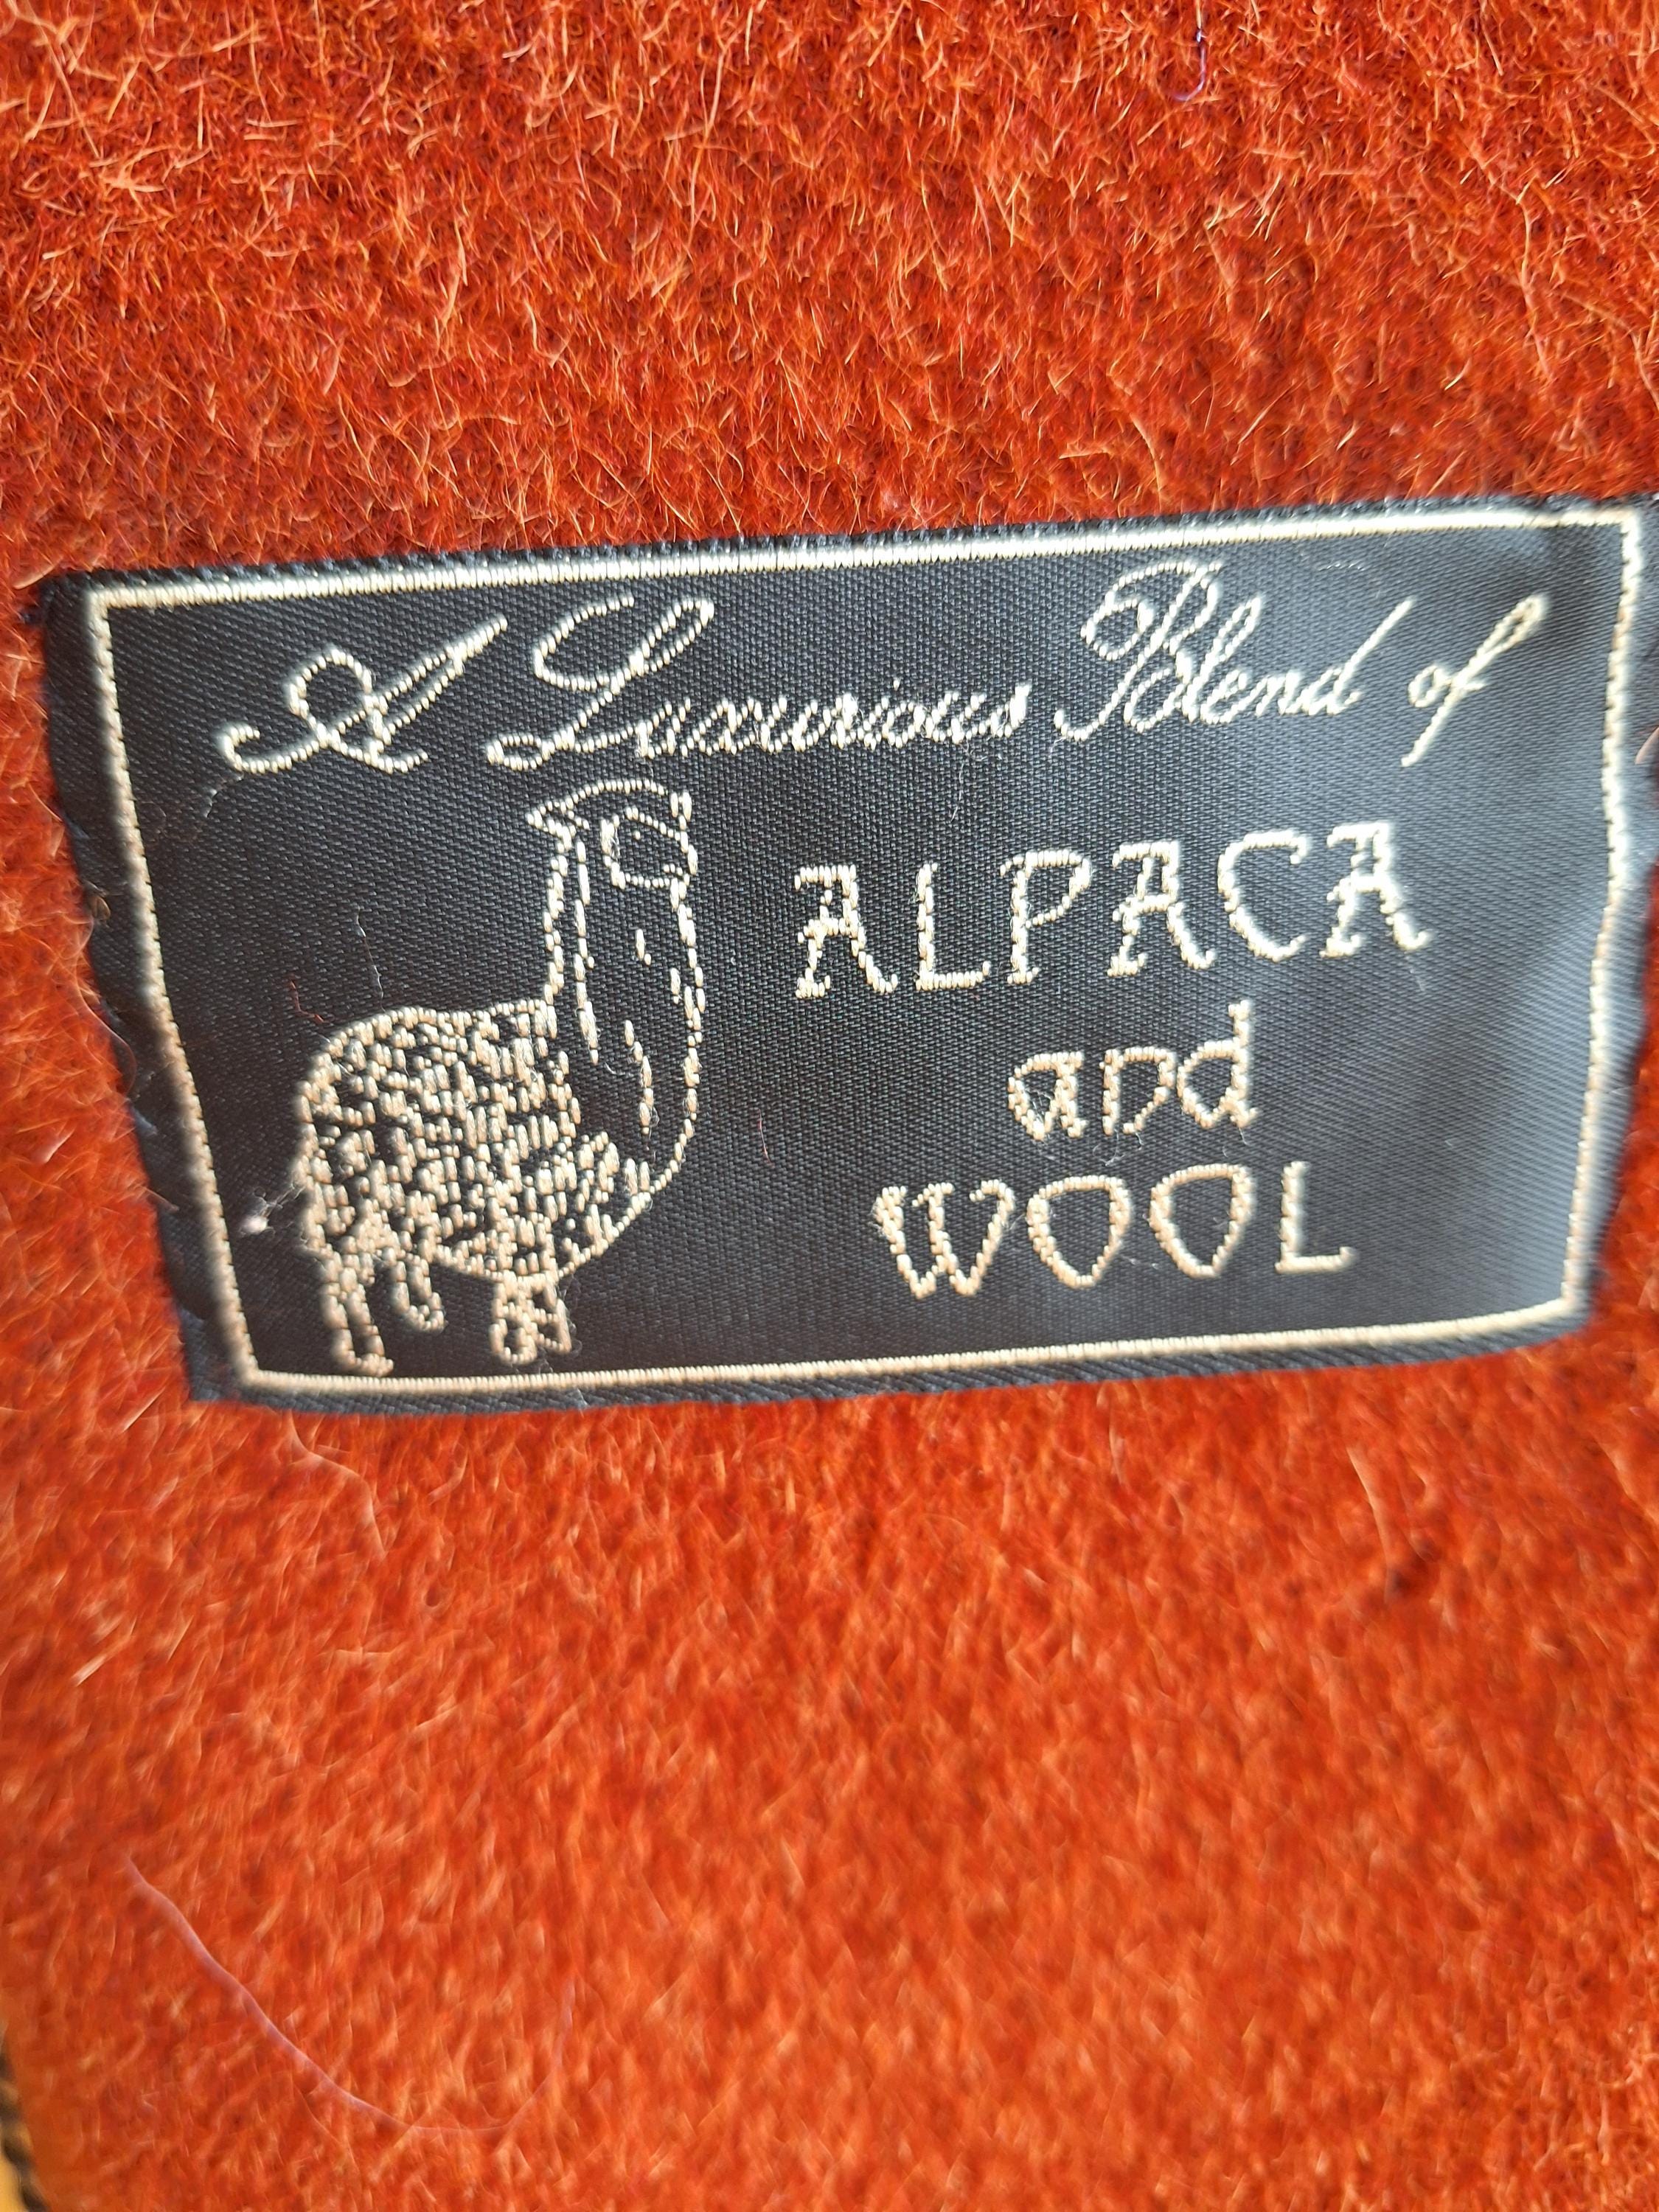 A Luxurious Blend of
ALPACA
and
WOOL